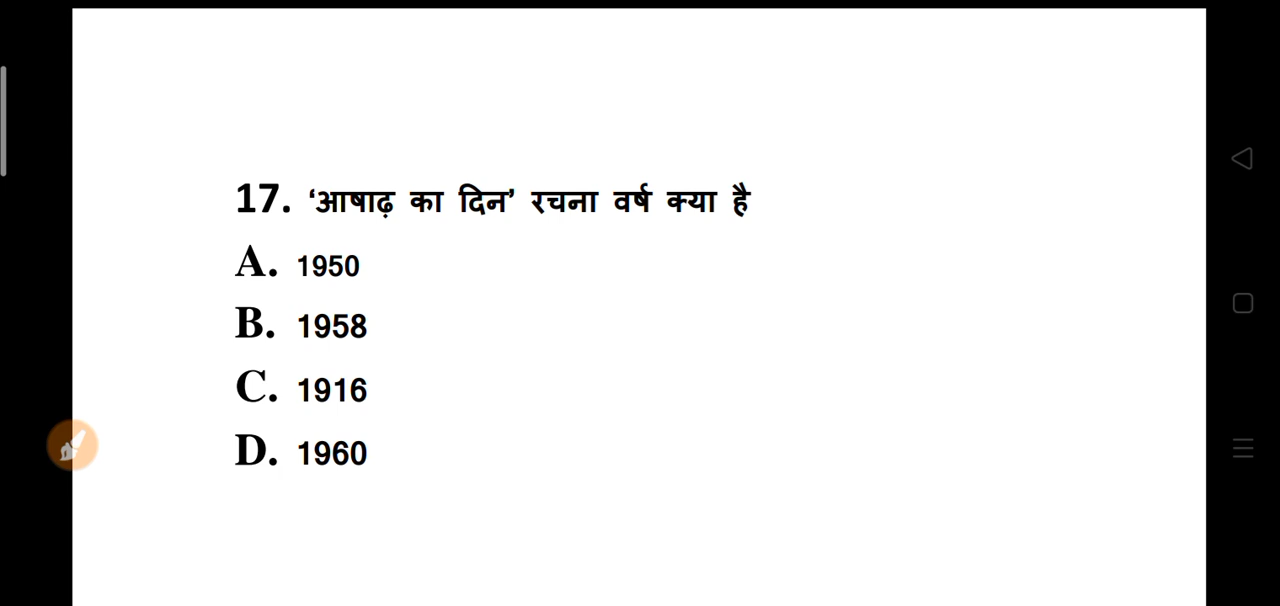 17. ‘आषाढ़ का दिन’ रचना वर्ष क्या है
A. 1950
B. 1958
C. 1916
D. 1960